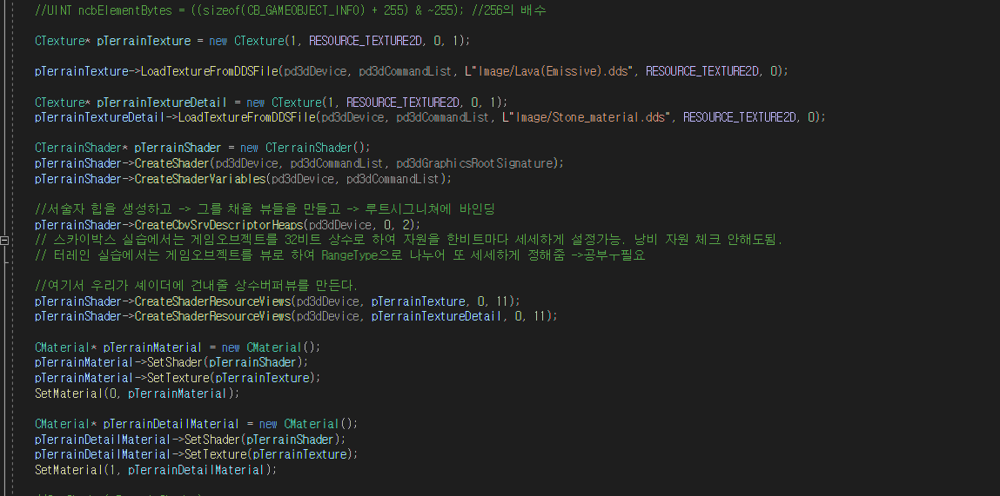 //UINT ncbElementBytes = ((sizeof(CB_GAMEOBJECT_INFO) + 255) & ~255); //256의 배수
CTexture* pTerrainTexture = new CTexture(1, RESOURCE_TEXTURE2D, 0, 1);
pTerrainTexture->LoadTextureFromDDSFile(pd3dDevice, pd3dCommandList, L"Image/Lava(Emissive).dds", RESOURCE_TEXTURE2D, 0);
CTexture* pTerrainTextureDetail = new CTexture(1, RESOURCE_TEXTURE2D, 0, 1);
pTerrainTextureDetail->LoadTextureFromDDSFile(pd3dDevice, pd3dCommandList, L"Image/Stone_material.dds", RESOURCE_TEXTURE2D, 0);
CTerrainShader* pTerrainShader = new CTerrainShader();
pTerrainShader->CreateShader(pd3dDevice, pd3dCommandList, pd3dGraphicsRootSignature);
pTerrainShader->CreateShaderVariables(pd3dDevice, pd3dCommandList);
//서술자 힙을 생성하고 -> 그를 채울 뷰들을 만들고 -> 루트시그니쳐에 바인딩
pTerrainShader->CreateCbvSrvDescriptorHeaps(pd3dDevice, 0, 2);
// 스카이박스 실습에서는 게임오브젝트를 32비트 상수로 하여 자원을 한비트마다 세세하게 설정가능. 낭비 자원 체크 안해도됨.
// 터레인 실습에서는 게임오브젝트를 뷰로 하여 RangeType으로 나누어 또 세세하게 정해줌 ->공부ㅜ필요
//여기서 우리가 셰이더에 건내줄 상수버퍼뷰를 만든다.
pTerrainShader->CreateShaderResourceViews(pd3dDevice, pTerrainTexture, 0, 11);
pTerrainShader->CreateShaderResourceViews(pd3dDevice, pTerrainTextureDetail, 0, 11);
CMaterial* pTerrainMaterial = new CMaterial();
pTerrainMaterial->SetShader(pTerrainShader);
pTerrainMaterial->SetTexture(pTerrainTexture);
SetMaterial(0, pTerrainMaterial);
CMaterial* pTerrainDetailMaterial = new CMaterial();
pTerrainDetailMaterial->SetShader(pTerrainShader);
pTerrainDetailMaterial->SetTexture(pTerrainTexture);
SetMaterial(1, pTerrainDetailMaterial);